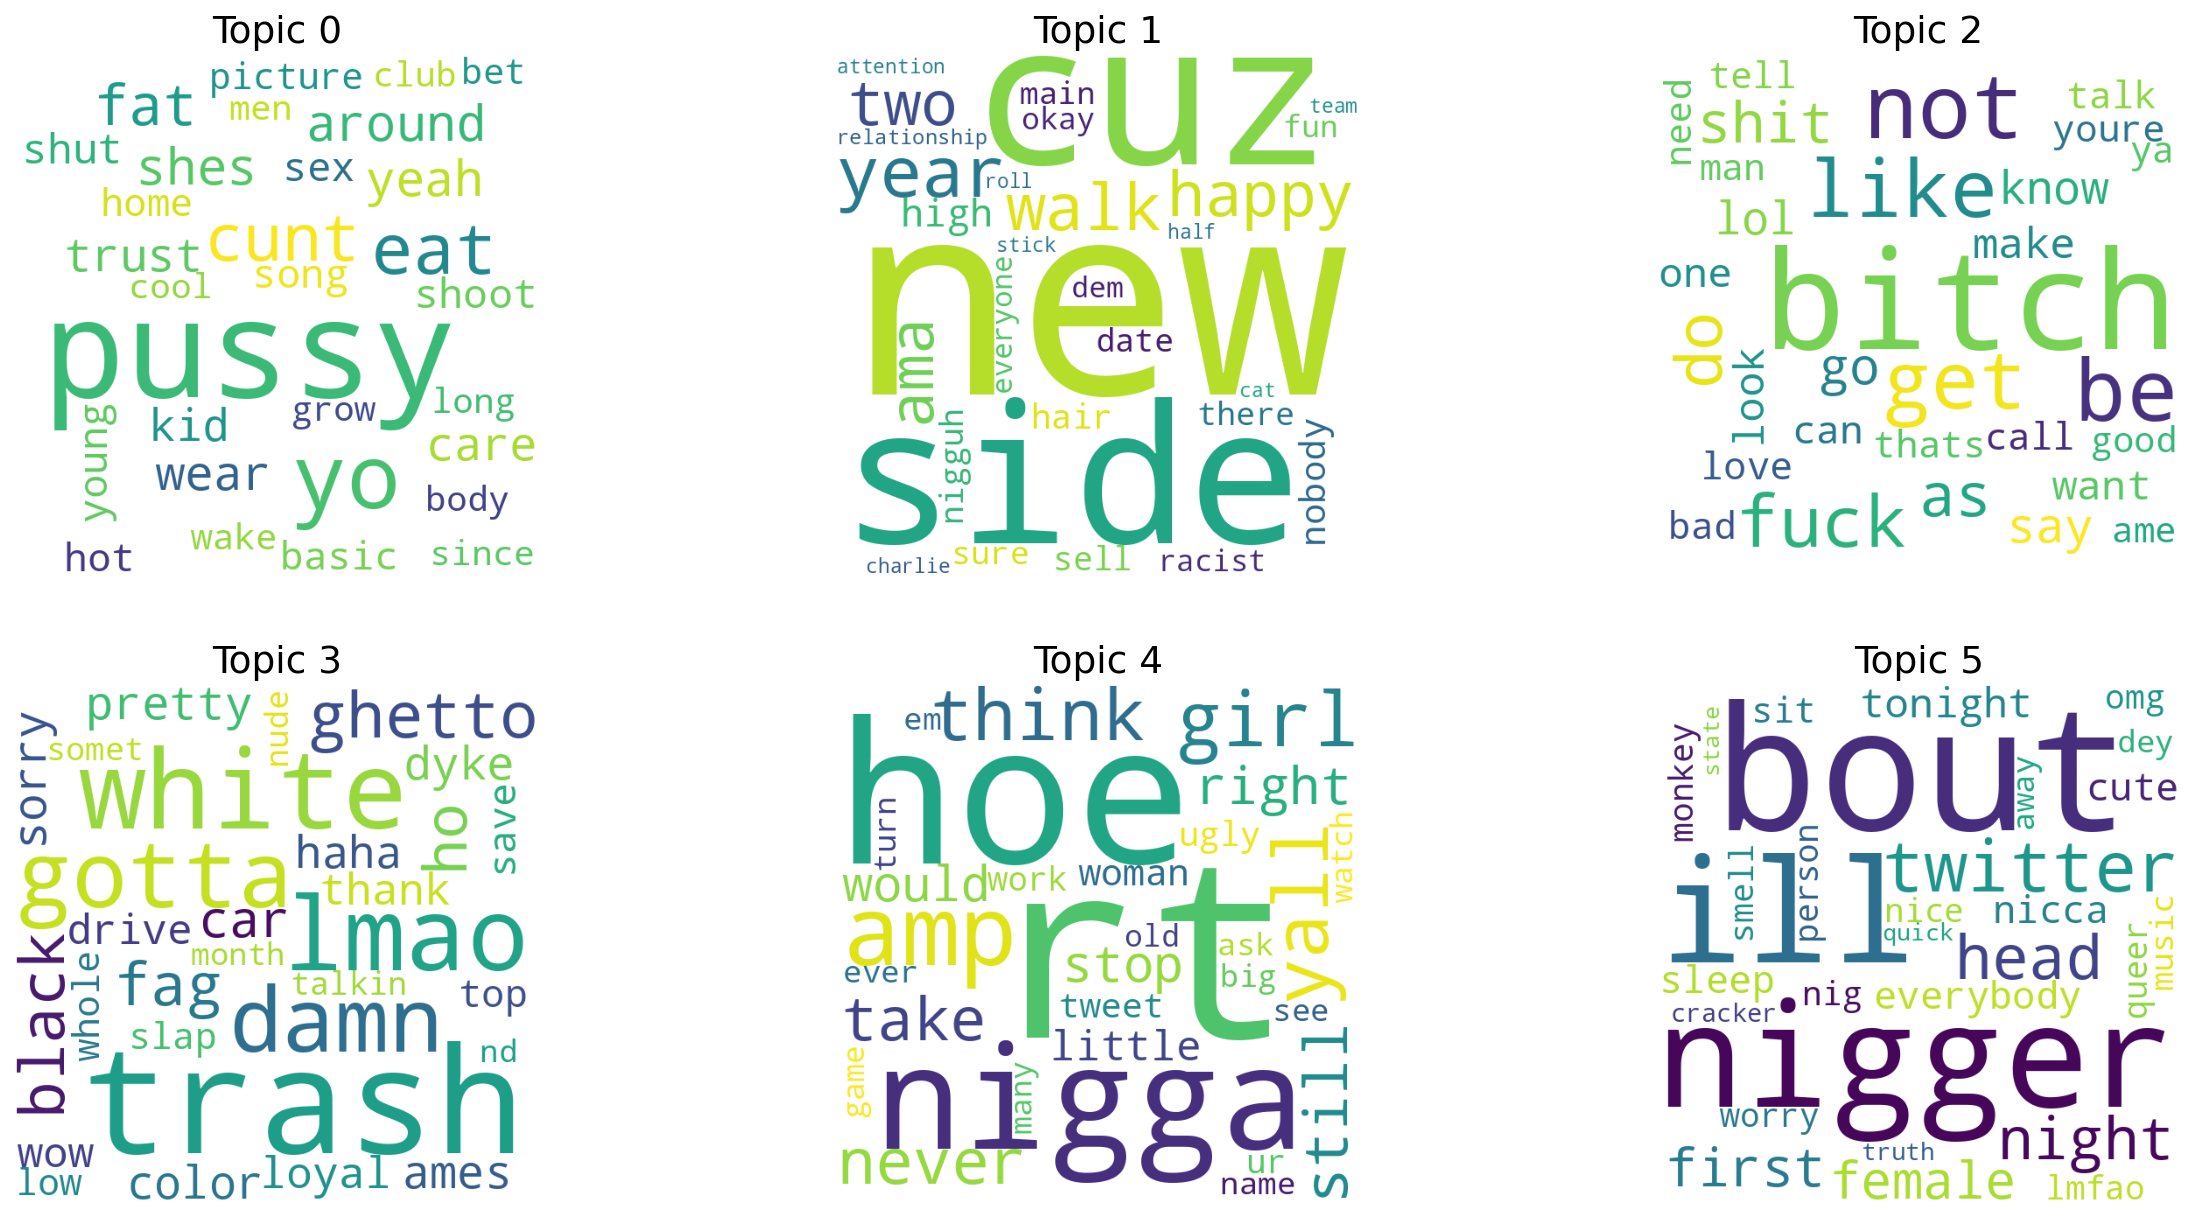 Topic 0
picture club bet
fat men around
shut shes sex yeah
home
trust cunt eat
cool song shoot
pussy
young kid grow long
wear yo care
body
wake
hot basic since
Topic 1
attention cuz
two main team
okay fun
relationship
year roll walk happy
high
stick half
new
everyone dem
ama date
cat
hair there
side
nigguh nobody
charlie sure sell racist
Topic 2
need tell not talk
shit youre
man like know ya
lol
make
one bitch
do
look go get be
can thats call good
love want
bad fuck as say ame
Topic 3
pretty nude ghetto
sorry somet
white dyke
gotta haha ho save
thank
drive car lmao
black month
whole fag talkin top
slap damn
nd
trash
wow
low color loyal ames
Topic 4
em think girl
hoe right
turn ugly watch
would work woman yall
amp rt old ask
ever stop big
take tweet see
little still
game nigga many
never ur
name
Topic 5
monkey state sit tonight omg
bout dey
away cute
ill twitter
smell person nice nicca
quick music
head queer
sleep nig everybody
cracker
nigger
worry night
first truth
female lmfao